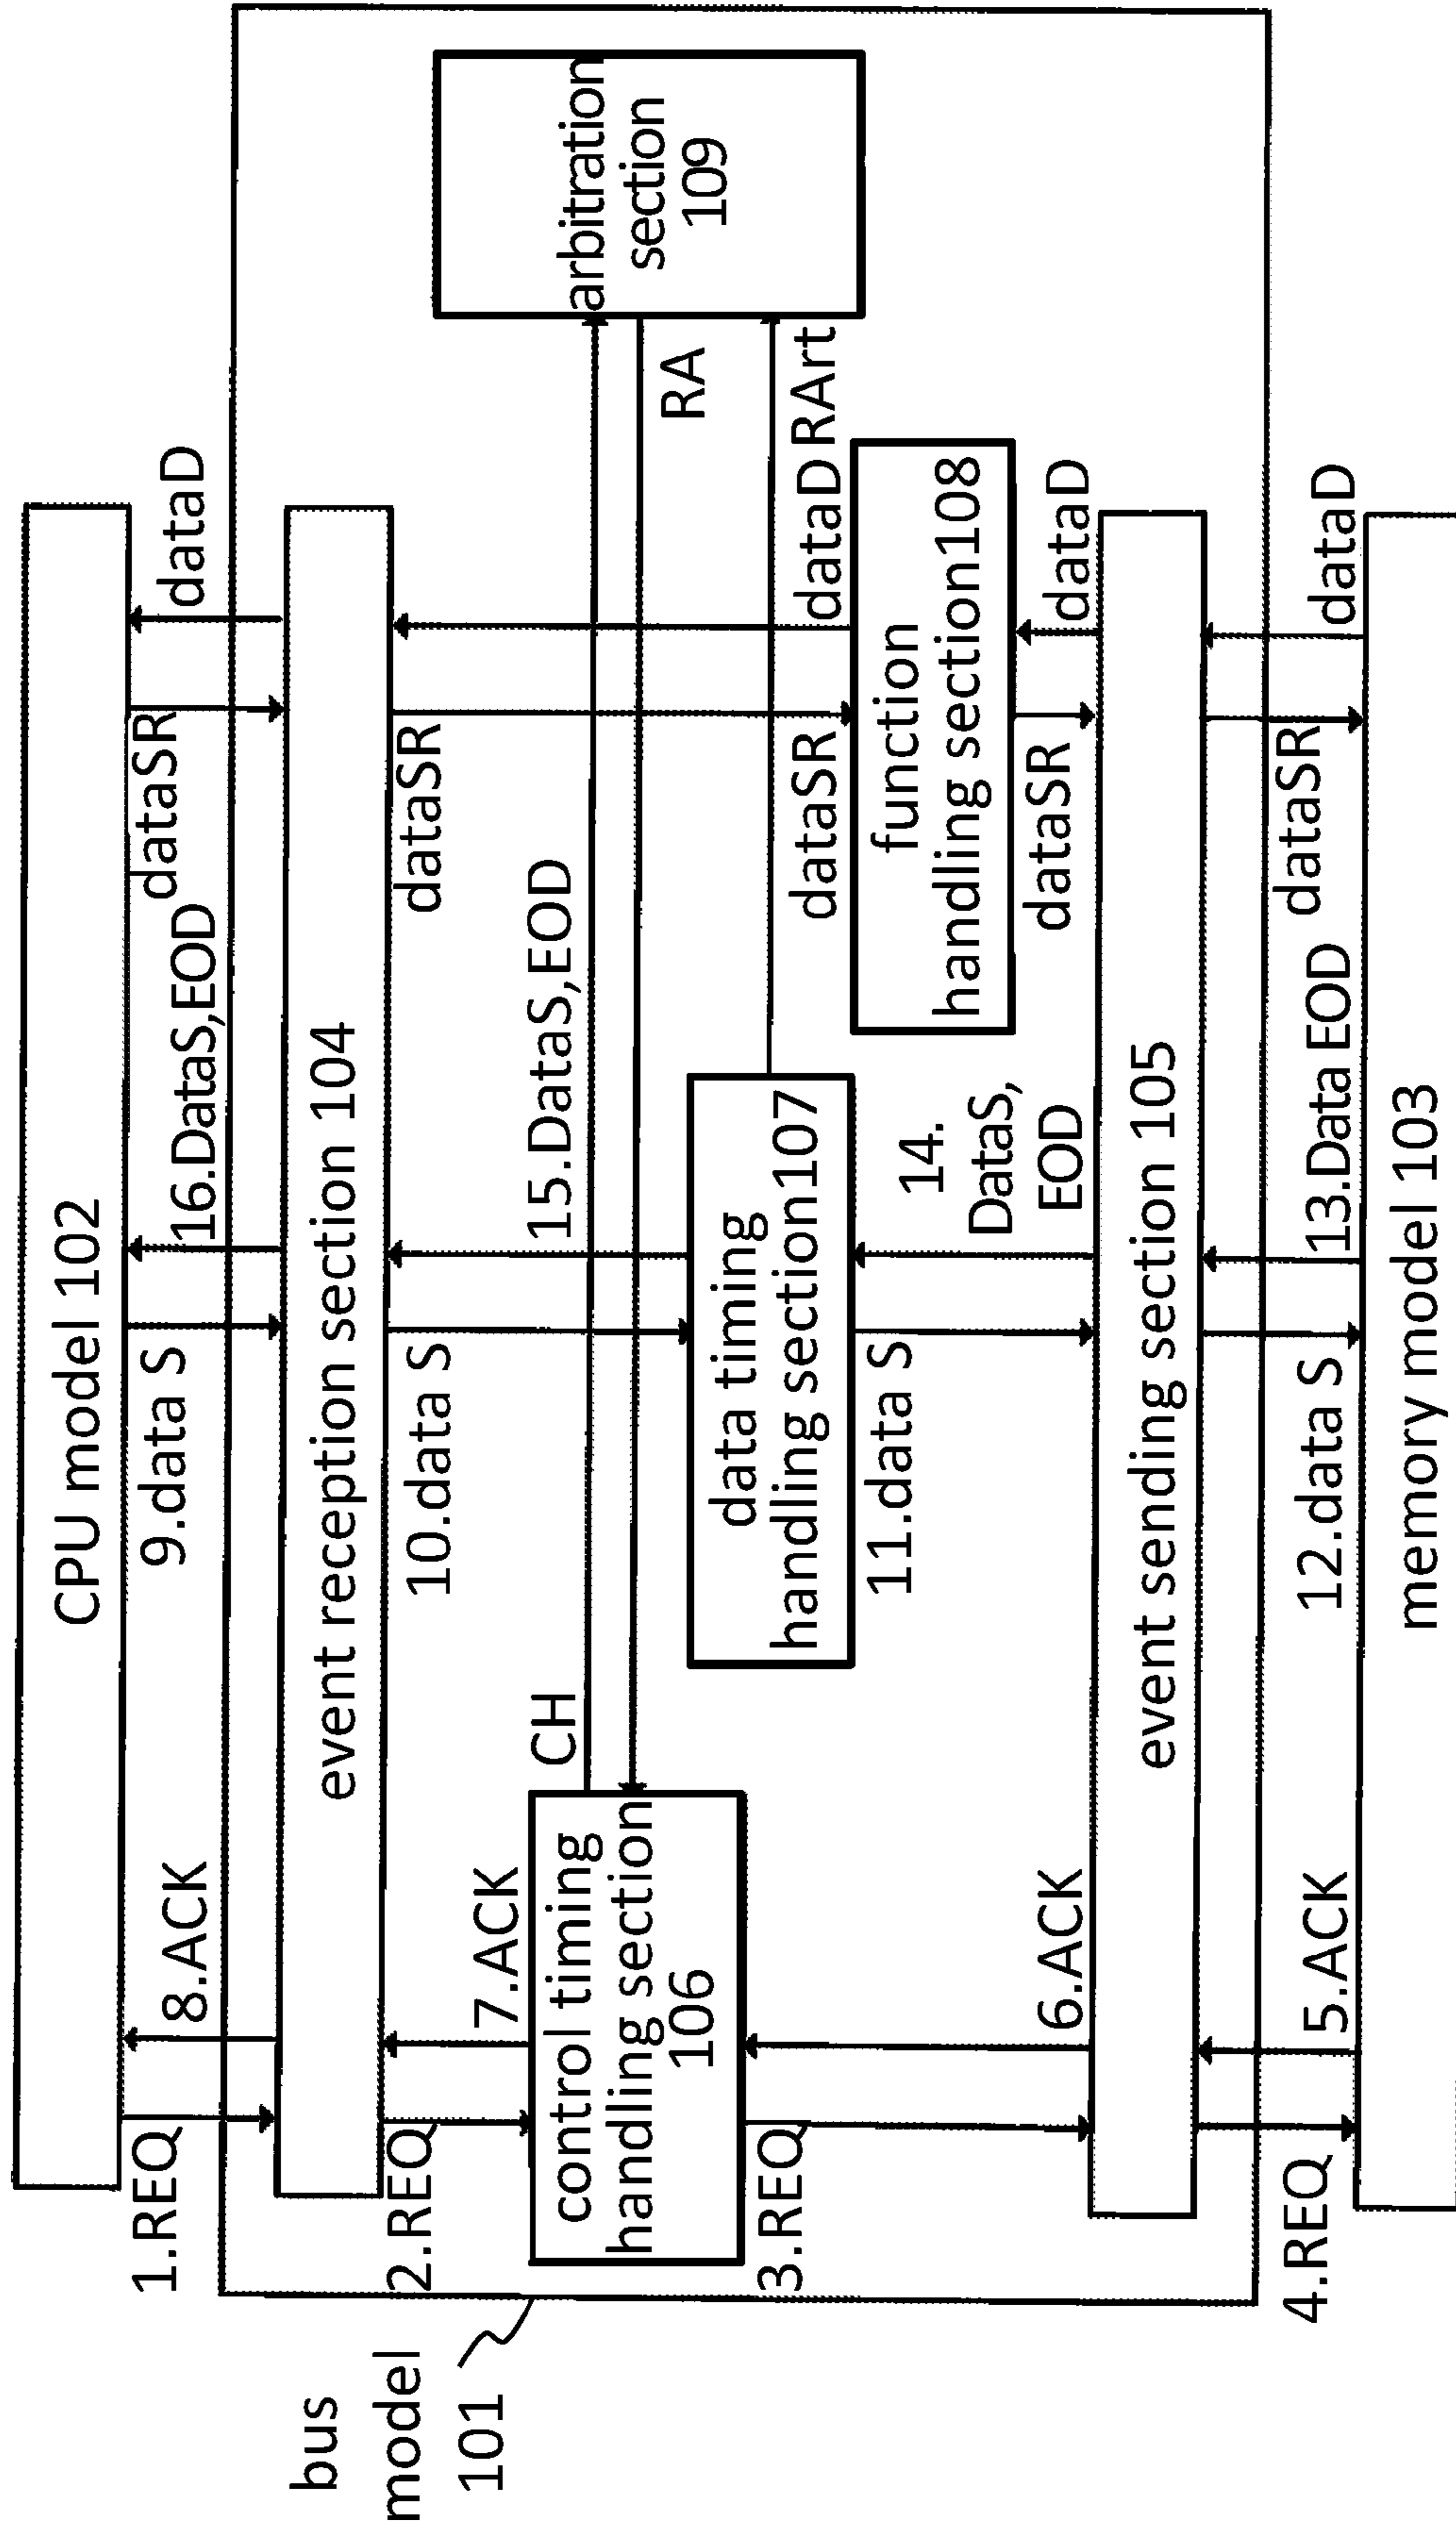 CPU model 102
1.REQ
8.ACK
9.data S
16.DataS,EOD
dataSR
dataD
bus
model
101
event reception section 104
2.REQ
7.ACK
10.data S
15.DataS,EOD
dataSR
CH
control timing
handling section
106
arbitration
section
109
RA
data timing
handling section107
dataSR
dataD
RArt
function
handling section108
3.REQ
6.ACK
11.data S
14.
DataS,
EOD
dataSR
dataD
event sending section 105
4.REQ
5.ACK
12.data S
13.Data EOD
dataSR
dataD
memory model 103